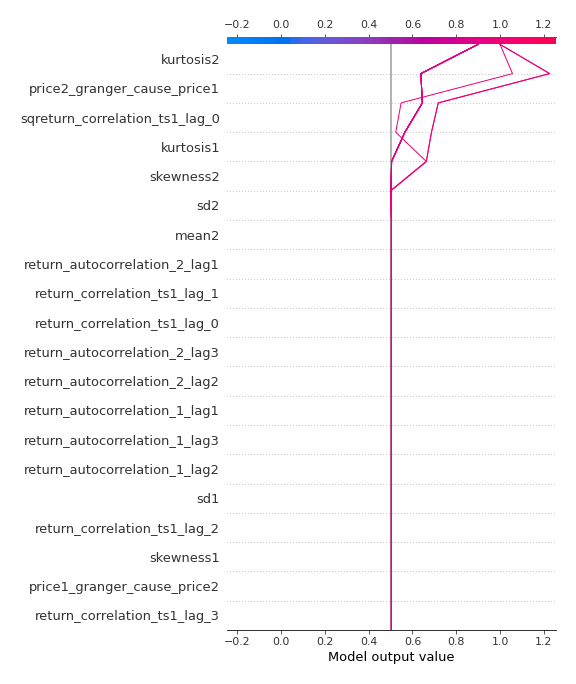 −0.2 0.0 0.2 0.4 0.6 0.8 1.0 1.2
kurtosis2
price2_granger_cause_price1
sqreturn_correlation_ts1_lag_0
kurtosis1
skewness2
sd2
mean2
return_autocorrelation_2_lag1
return_correlation_ts1_lag_1
return_correlation_ts1_lag_0
return_autocorrelation_2_lag3
return_autocorrelation_2_lag2
return_autocorrelation_1_lag1
return_autocorrelation_1_lag3
return_autocorrelation_1_lag2
sd1
return_correlation_ts1_lag_2
skewness1
price1_granger_cause_price2
return_correlation_ts1_lag_3
−0.2 0.0 0.2 0.4 0.6 0.8 1.0 1.2
Model output value